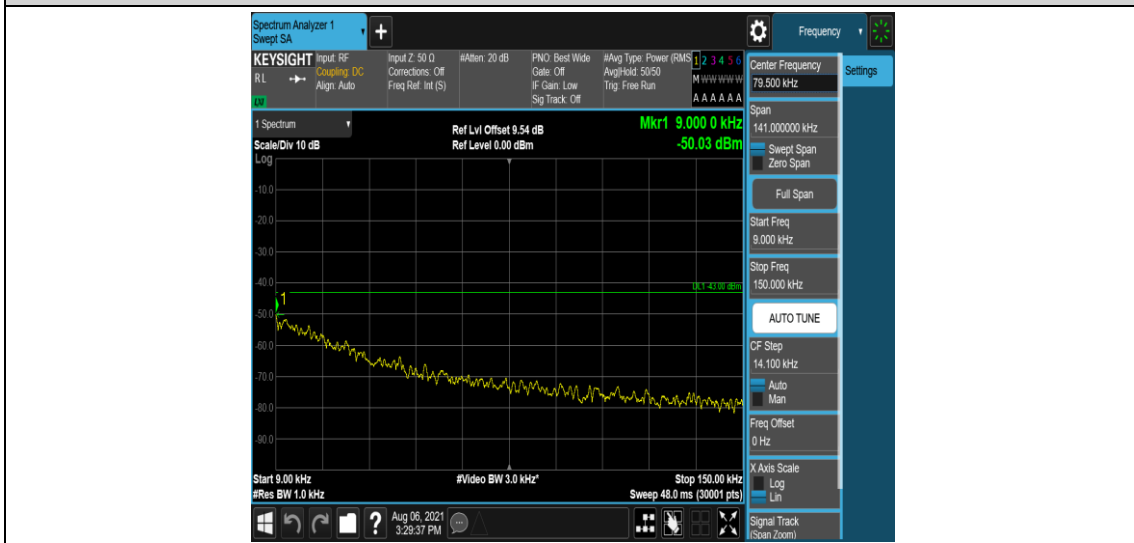 Spectrum Analyzer 1
Swept SA
+
Frequency
KEYSIGHT
Input: RF
Input Z: 50 Ω
#Atten: 20 dB
PNO: Best Wide
#Avg Type: Power (RMS
1 2 3 4 5 6
RL
Coupling: DC
Corrections: Off
Gate: Off
Avg|Hold: 50/50
M W W W W W
Align: Auto
Freq Ref: Int (S)
IF Gain: Low
Trig: Free Run
Sig Track: Off
A A A A A A
1 Spectrum
Ref Lvl Offset 9.54 dB
Mkr1 9.000 0 kHz
Scale/Div 10 dB
Ref Level 0.00 dBm
-50.03 dBm
Log
-10.0
-20.0
-30.0
-40.0
DL1 -43.00 dBm
1
-50.0
-60.0
-70.0
-80.0
-90.0
Start 9.00 kHz
#Video BW 3.0 kHz*
Stop 150.00 kHz
#Res BW 1.0 kHz
Sweep 48.0 ms (30001 pts)
?
Aug 06, 2021
3:29:37 PM
Center Frequency
79.500 kHz
Settings
Span
141.000000 kHz
Swept Span
Zero Span
Full Span
Start Freq
9.000 kHz
Stop Freq
150.000 kHz
AUTO TUNE
CF Step
14.100 kHz
Auto
Man
Freq Offset
0 Hz
X Axis Scale
Log
Lin
Signal Track
(Span Zoom)